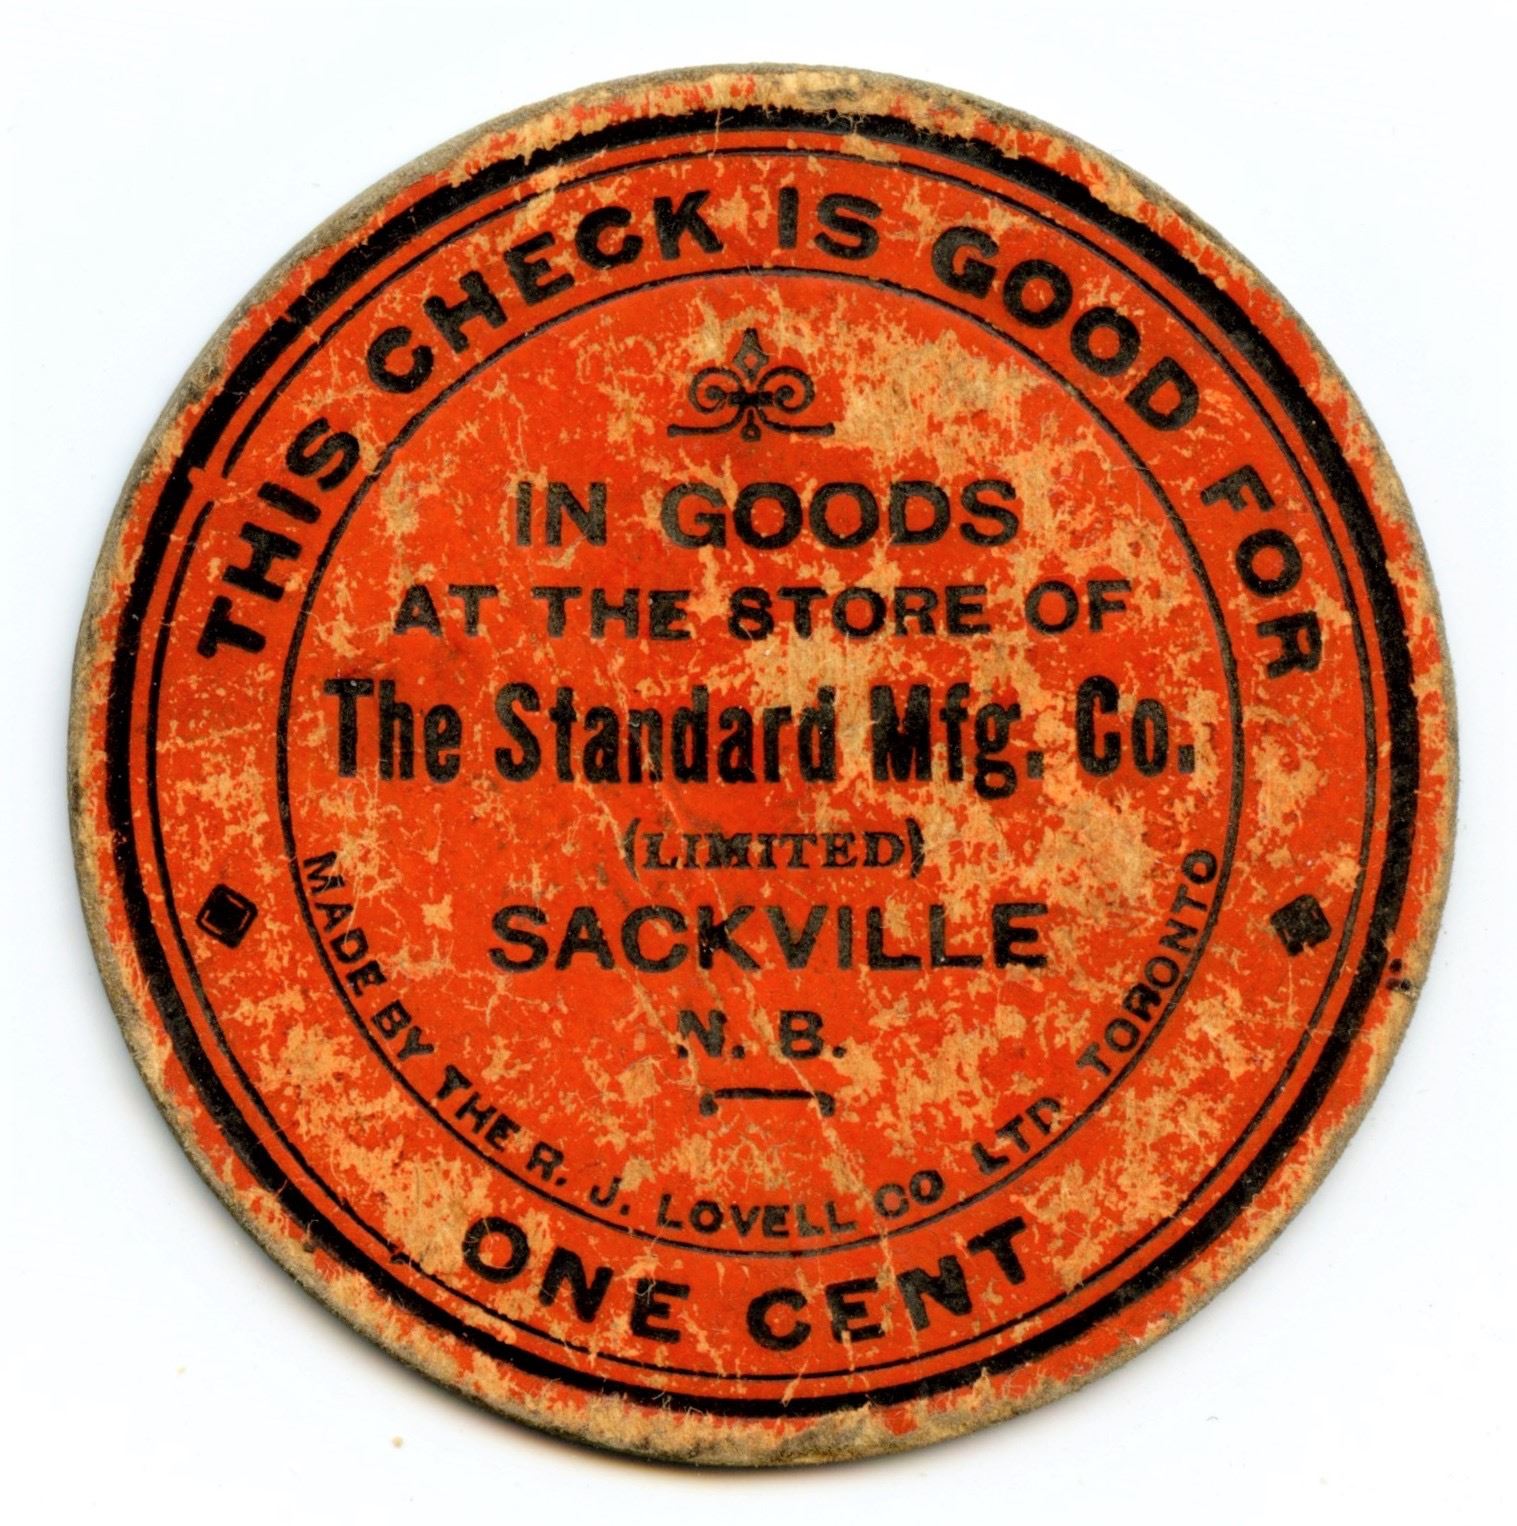 THIS CHECK IS GOOD FOR
IN GOODS
AT THE STORE OF
The Standard Mfg. Co.
(LIMITED)
SACKVILLE
N. B.
MADE BY THE R. J. LOVELL CO LTD TORONTO
ONE CENT